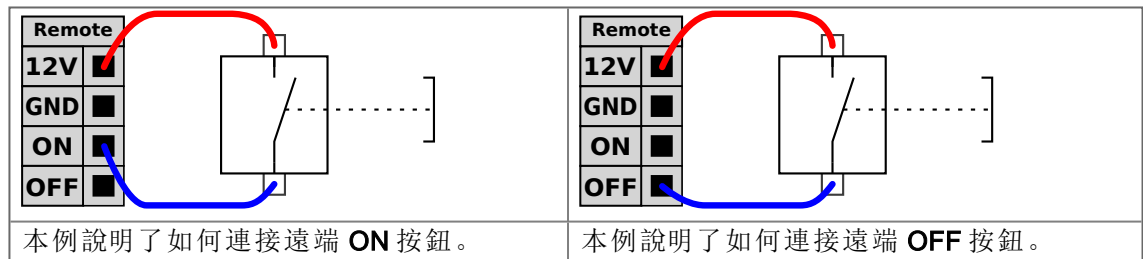 Remote
12V
GND
ON
OFF
本例說明了如何連接遠端 ON 按鈕。
Remote
12V
GND
ON
OFF
本例說明了如何連接遠端 OFF 按鈕。